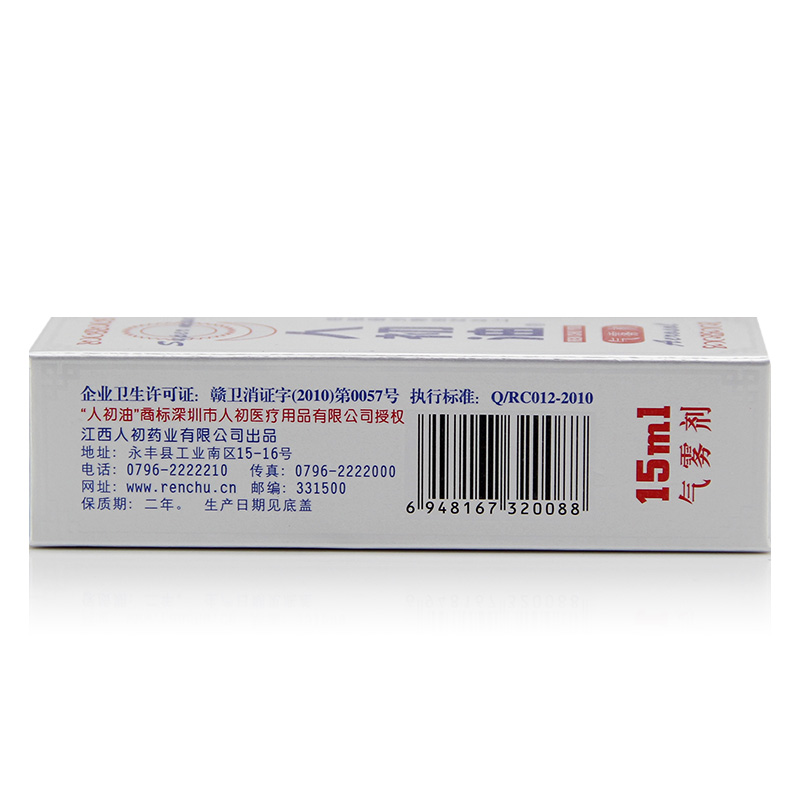 人初油
企业卫生许可证：赣卫消证字(2010)第0057号 执行标准：Q/RC012-2010
“人初油”商标深圳市人初医疗用品有限公司授权
江西人初药业有限公司出品
地址：永丰县工业南区15-16号
电话：0796-2222210 传真：0796-2222000
网址：www.renchu.cn 邮编：331500
保质期：二年。 生产日期见底盖
6 948167 320088
15ml
气雾剂